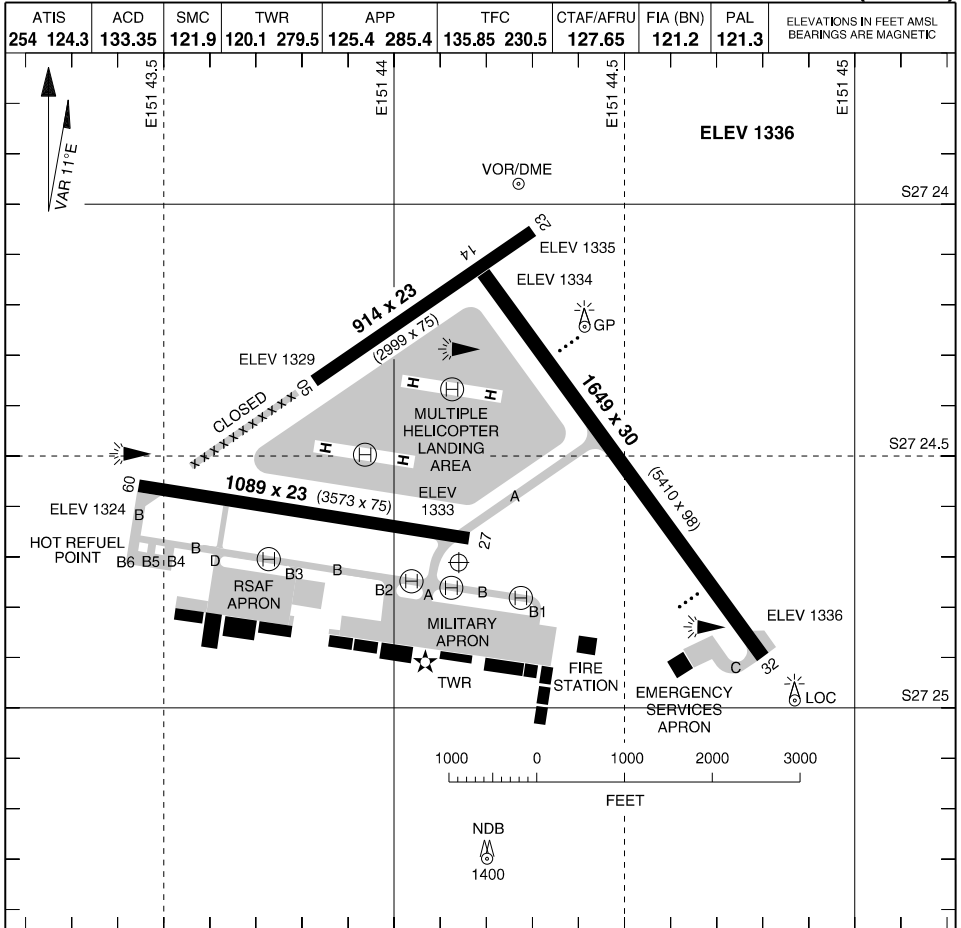 ATIS ACD SMC TWR APP TFC CTAF/AFRU FIA (BN) PAL ELEVATIONS IN FEET AMSL
254 124.3 133.35 121.9 120.1 279.5 125.4 285.4 135.85 230.5 127.65 121.2 121.3 BEARINGS ARE MAGNETIC
E151 43.5
E151 44
E151 44.5
E151 45
VAR 11°E
ELEV 1336
VOR/DME
S27 24
23
14
ELEV 1335
ELEV 1334
914 x 23
(2999 x 75)
GP
ELEV 1329
05
CLOSED
H
H
H
1649 x 30
(5410 x 98)
MULTIPLE
HELICOPTER
LANDING
AREA
H
H
H
S27 24.5
09
1089 x 23 (3573 x 75)
ELEV
1333
A
ELEV 1324
B
27
HOT REFUEL
POINT
B6 B5 B4
B
D
H
B3
B
B2
H
A
H
B
H
B1
RSAF
APRON
MILITARY
APRON
ELEV 1336
TWR
FIRE
STATION
C
32
EMERGENCY
SERVICES
APRON
LOC
S27 25
1000 0 1000 2000 3000
FEET
NDB
1400